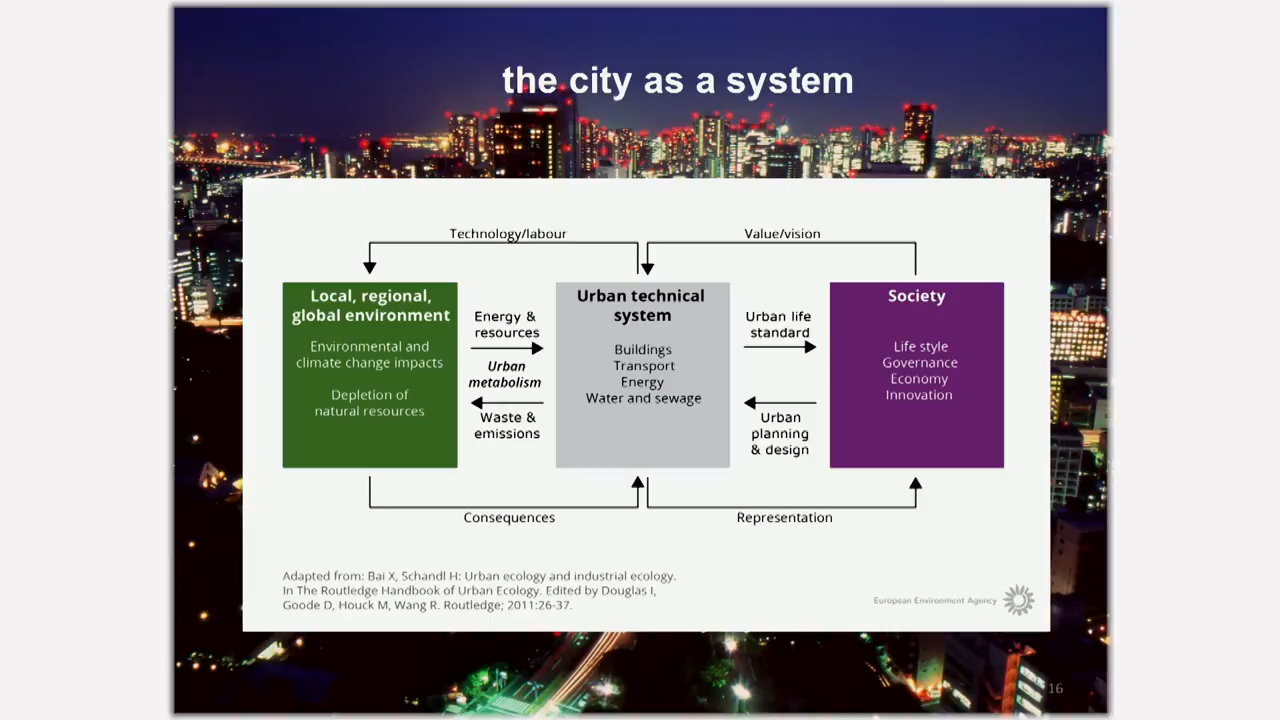 the city as a system
Technology/labour
Value/vision
Local, regional,
global environment
Environmental and
climate change impacts
Depletion of
natural resources
Energy &
resources
Urban
metabolism
Waste &
emissions
Urban technical
system
Buildings
Transport
Energy
Water and sewage
Urban life
standard
Urban
planning
& design
Society
Life style
Governance
Economy
Innovation
Consequences
Representation
Adapted from: Bai X, Schandl H: Urban ecology and industrial ecology.
In The Routledge Handbook of Urban Ecology. Edited by Douglas I,
Goode D, Houck M, Wang R. Routledge; 2011:26-37.
European Environment Agency
16